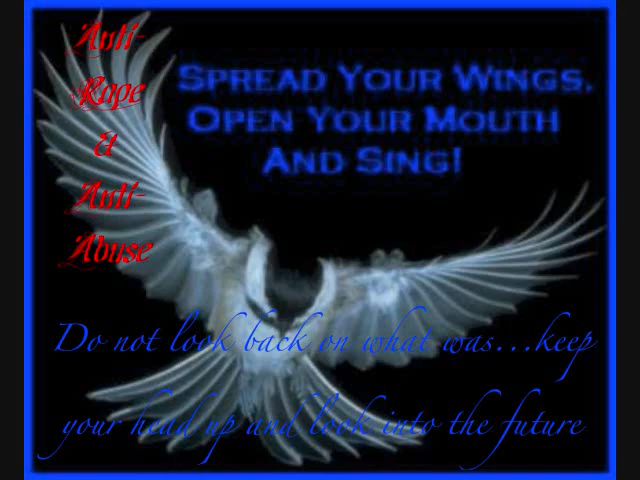 Anti-
Rape
&
Anti-
Abuse
SPREAD YOUR WINGS,
OPEN YOUR MOUTH
AND SING!
Do not look back on what was...keep
your head up and look into the future